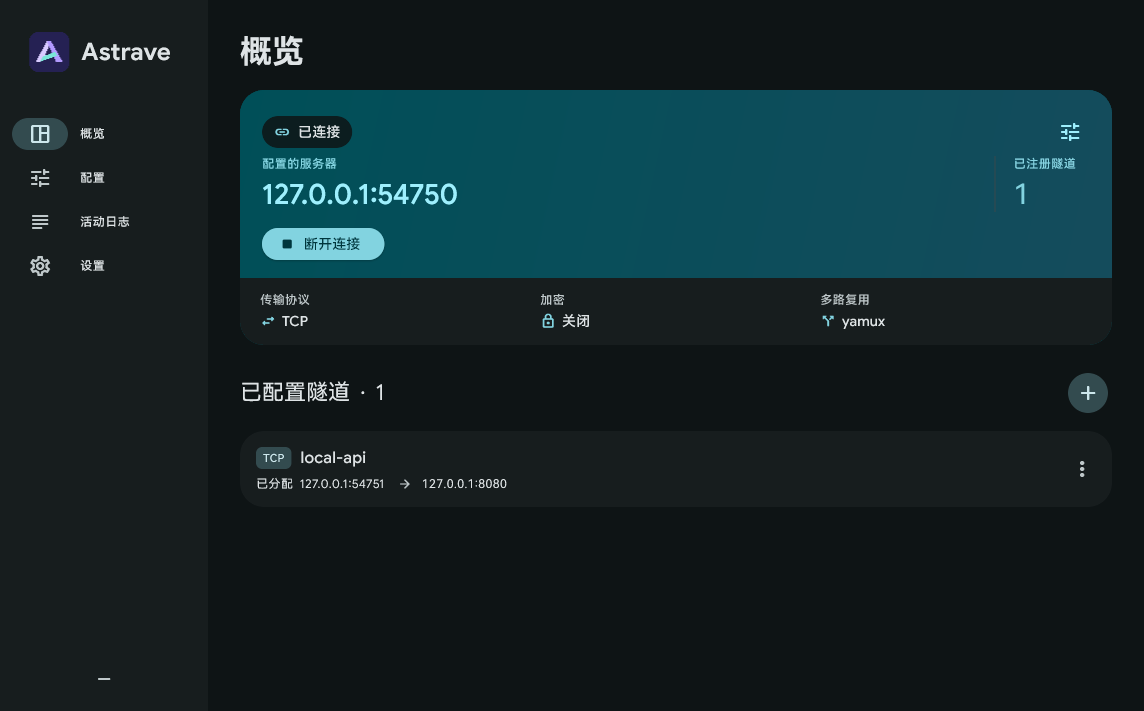 Astrave
概览
配置
活动日志
设置
概览
已连接
配置的服务器
127.0.0.1:54750
已注册隧道
1
断开连接
传输协议
TCP
加密
关闭
多路复用
yamux
已配置隧道 · 1
TCP local-api
已分配 127.0.0.1:54751 → 127.0.0.1:8080